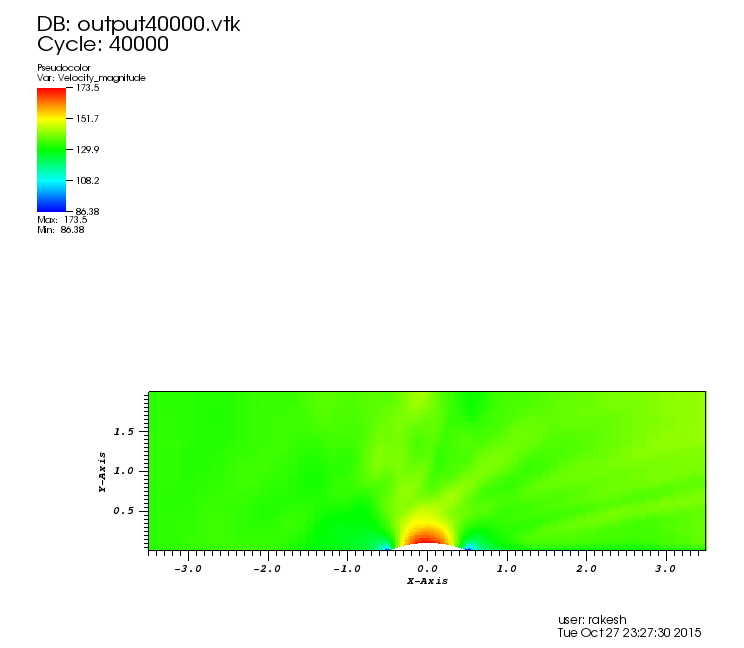 DB: output40000.vtk
Cycle: 40000
Pseudocolor
Var: Velocity_magnitude
173.5
151.7
129.9
108.2
86.38
Max: 173.5
Min: 86.38
Y-Axis
1.5
1.0
0.5
-3.0 -2.0 -1.0 0.0 1.0 2.0 3.0
X-Axis
user: rakesh
Tue Oct 27 23:27:30 2015